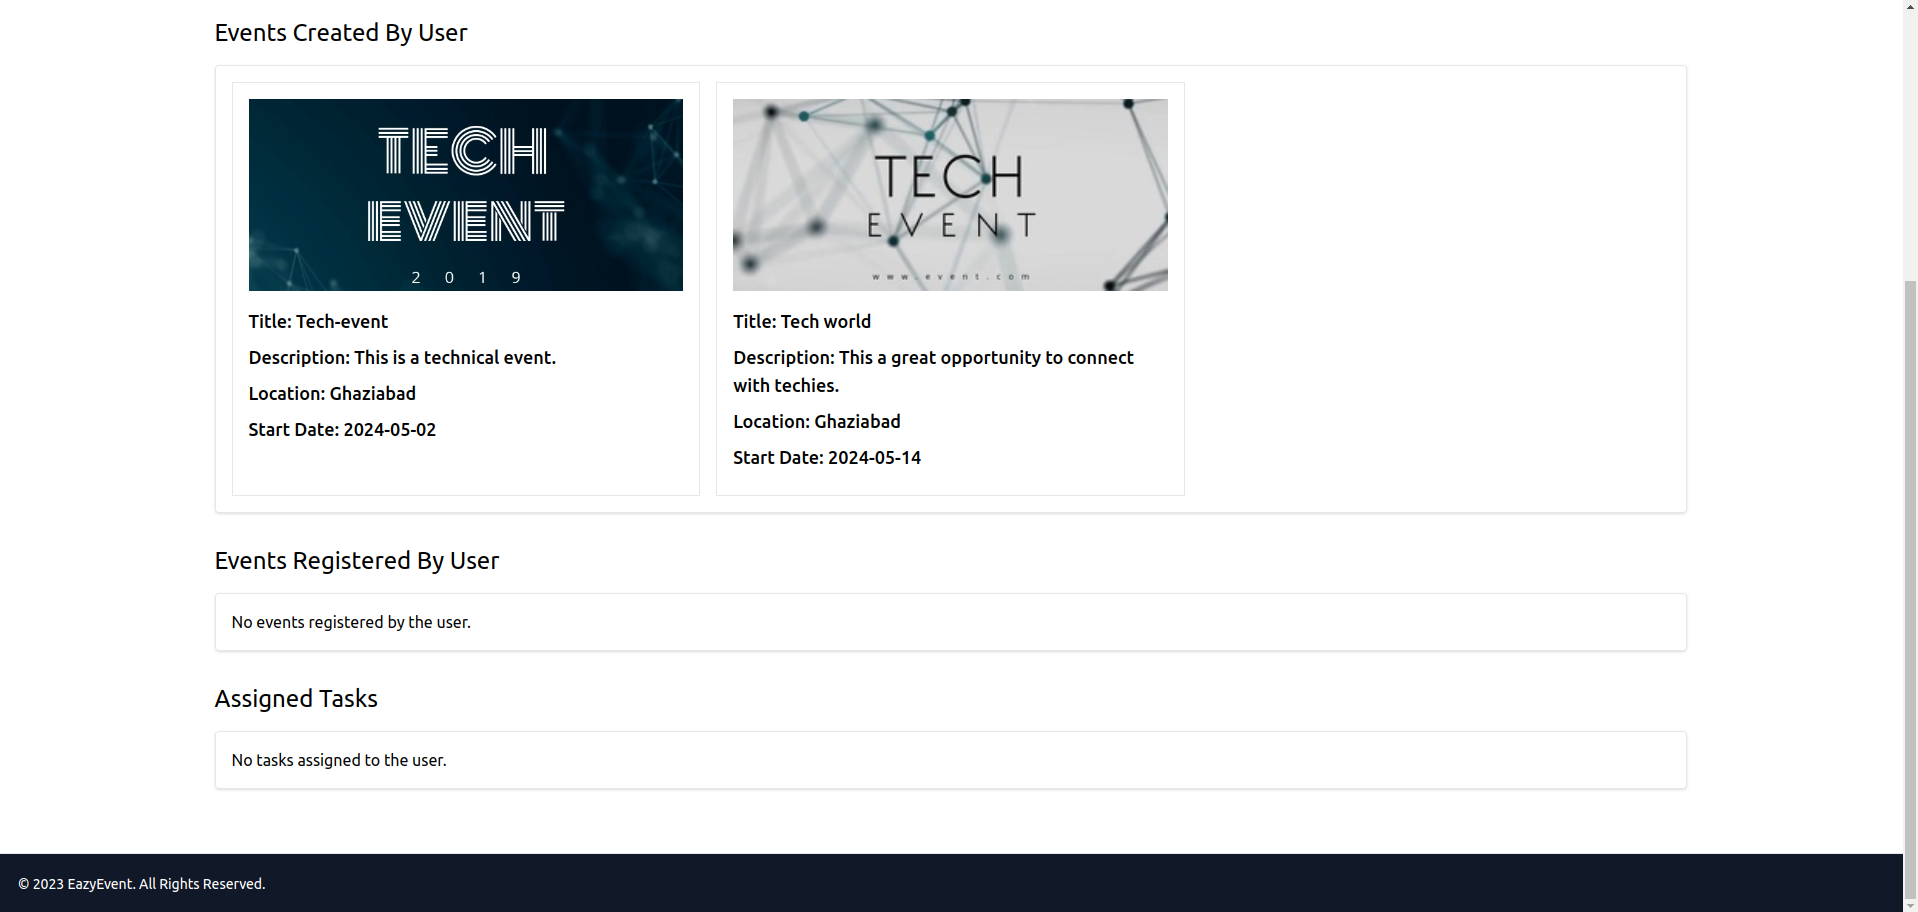 Events Created By User
TECH
EVENT
2 0 1 9
Title: Tech-event
Description: This is a technical event.
Location: Ghaziabad
Start Date: 2024-05-02
TECH
EVENT
www.event.com
Title: Tech world
Description: This a great opportunity to connect
with techies.
Location: Ghaziabad
Start Date: 2024-05-14
Events Registered By User
No events registered by the user.
Assigned Tasks
No tasks assigned to the user.
© 2023 EazyEvent. All Rights Reserved.